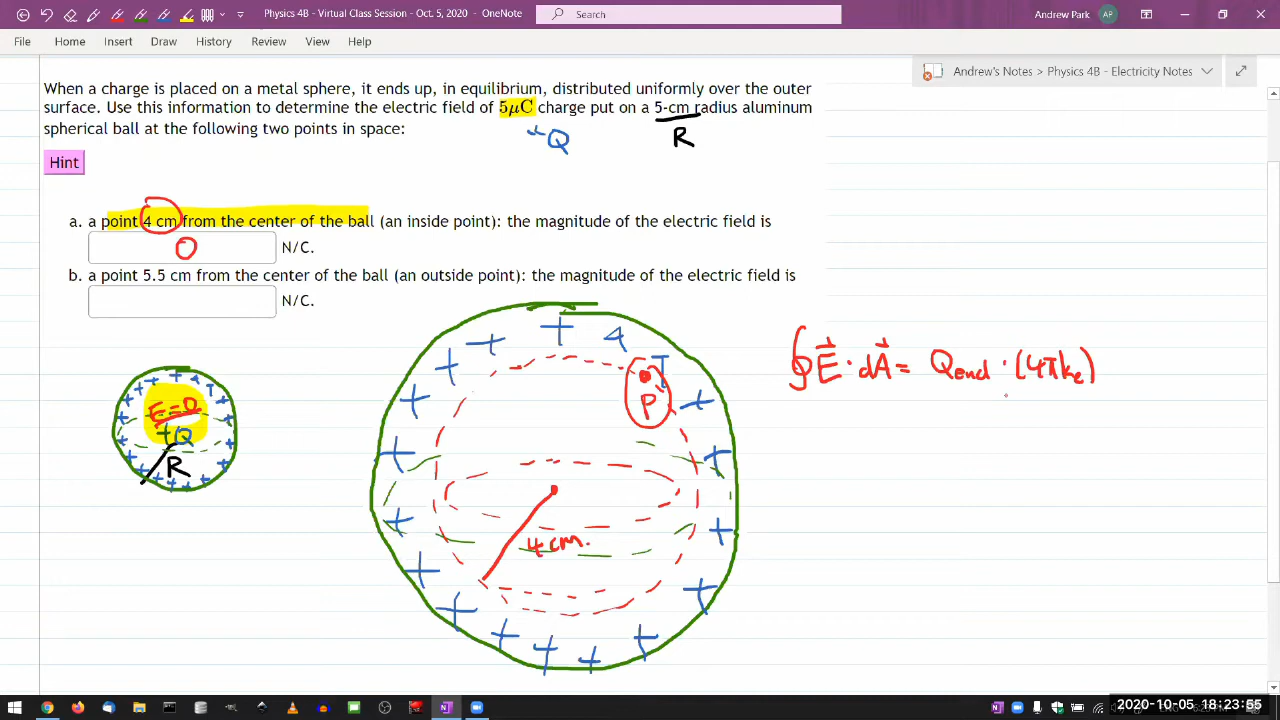 Physics 4B - Virtual Class Session - Oct. 5, 2020 - OneNote
Search
Andrew Park
AP
File Home Insert Draw History Review View Help
Andrew's Notes > Physics 4B - Electricity Notes
When a charge is placed on a metal sphere, it ends up, in equilibrium, distributed uniformly over the outer
surface. Use this information to determine the electric field of 5μC charge put on a 5-cm radius aluminum
spherical ball at the following two points in space:
+Q
R
Hint
a. a point 4 cm from the center of the ball (an inside point): the magnitude of the electric field is
0 N/C.
b. a point 5.5 cm from the center of the ball (an outside point): the magnitude of the electric field is
N/C.
E=0
+Q
R
P
4cm.
∮E⃗ · dA⃗ = Qencl · (4πke)
2020-10-05 18:23:55